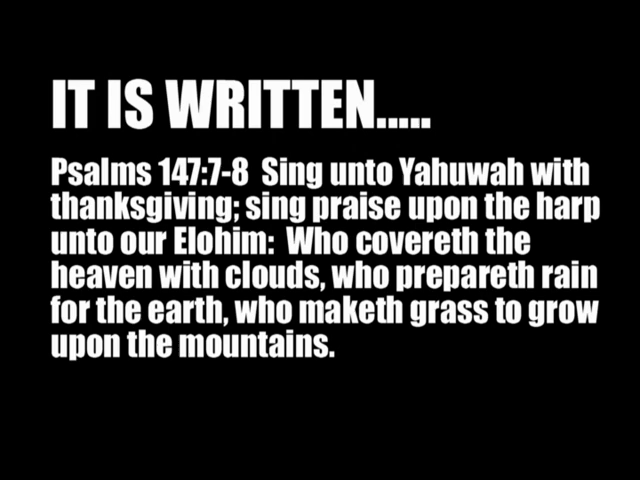 IT IS WRITTEN.....
Psalms 147:7-8  Sing unto Yahuwah with
thanksgiving; sing praise upon the harp
unto our Elohim:  Who covereth the
heaven with clouds, who prepareth rain
for the earth, who maketh grass to grow
upon the mountains.